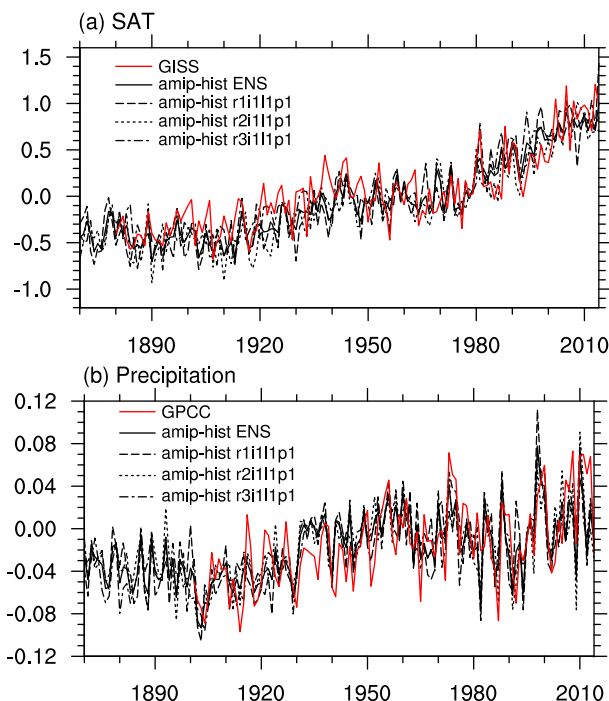 (a) SAT
1.5
1.0
0.5
0.0
-0.5
-1.0
GISS
amip-hist ENS
amip-hist r1i1l1p1
amip-hist r2i1l1p1
amip-hist r3i1l1p1
1890 1920 1950 1980 2010
(b) Precipitation
0.12
0.08
0.04
0.00
-0.04
-0.08
-0.12
GPCC
amip-hist ENS
amip-hist r1i1l1p1
amip-hist r2i1l1p1
amip-hist r3i1l1p1
1890 1920 1950 1980 2010